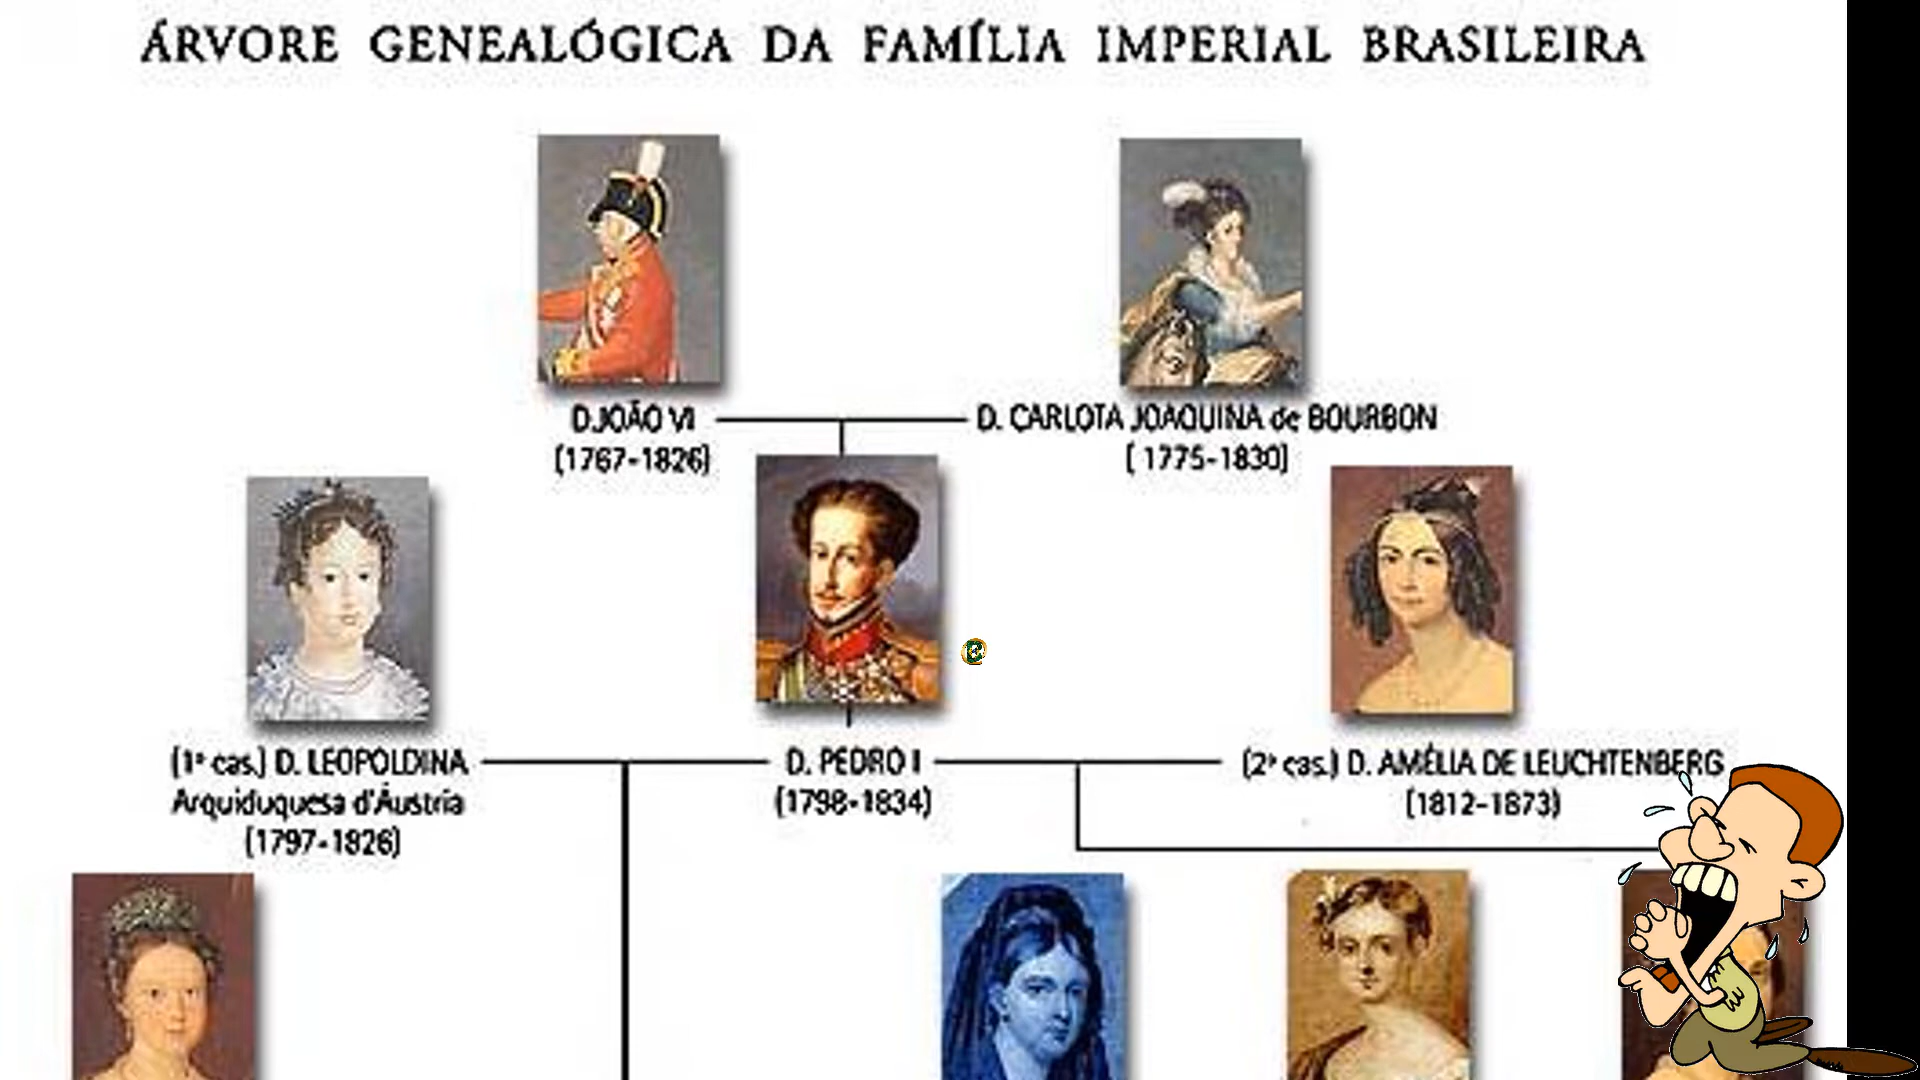 ÁRVORE GENEALÓGICA DA FAMÍLIA IMPERIAL BRASILEIRA
D.JOÃO VI
(1767-1826)
D. CARLOTA JOAQUINA de BOURBON
( 1775-1830)
(1ª cas.) D. LEOPOLDINA
Arquiduquesa d'Áustria
(1797-1826)
D. PEDRO I
(1798-1834)
(2ª cas.) D. AMÉLIA DE LEUCHTENBERG
(1812-1873)